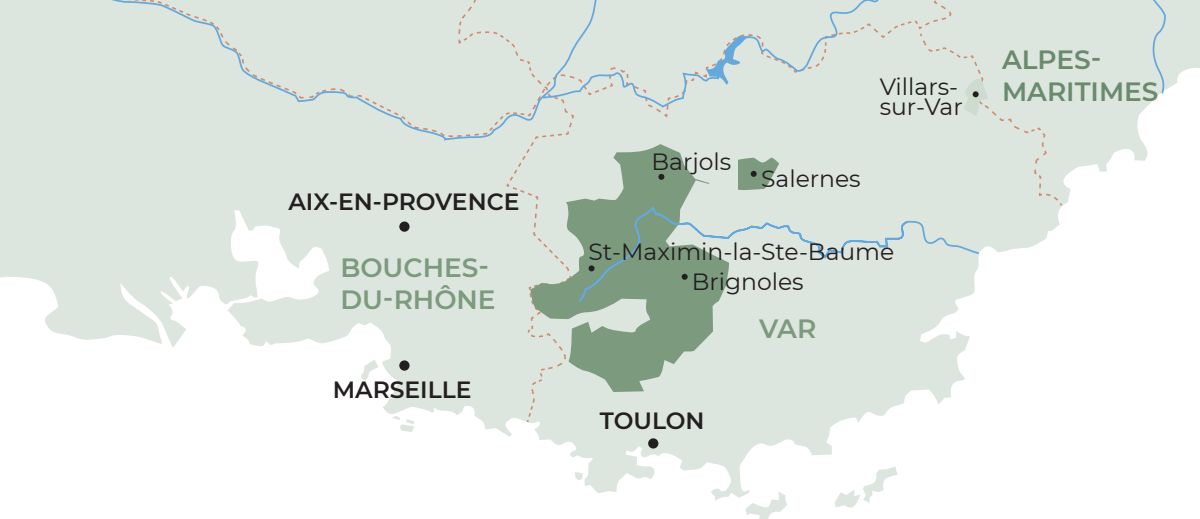 ALPES-
MARITIMES
Villars-
sur-Var
Barjols
Salernes
AIX-EN-PROVENCE
St-Maximin-la-Ste-Baume
BOUCHES-
DU-RHÔNE
Brignoles
VAR
MARSEILLE
TOULON